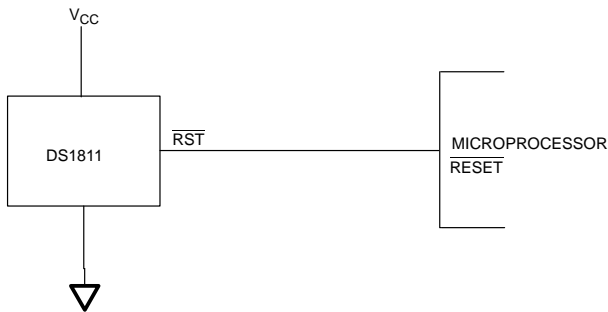 VCC
RST
DS1811
MICROPROCESSOR
RESET